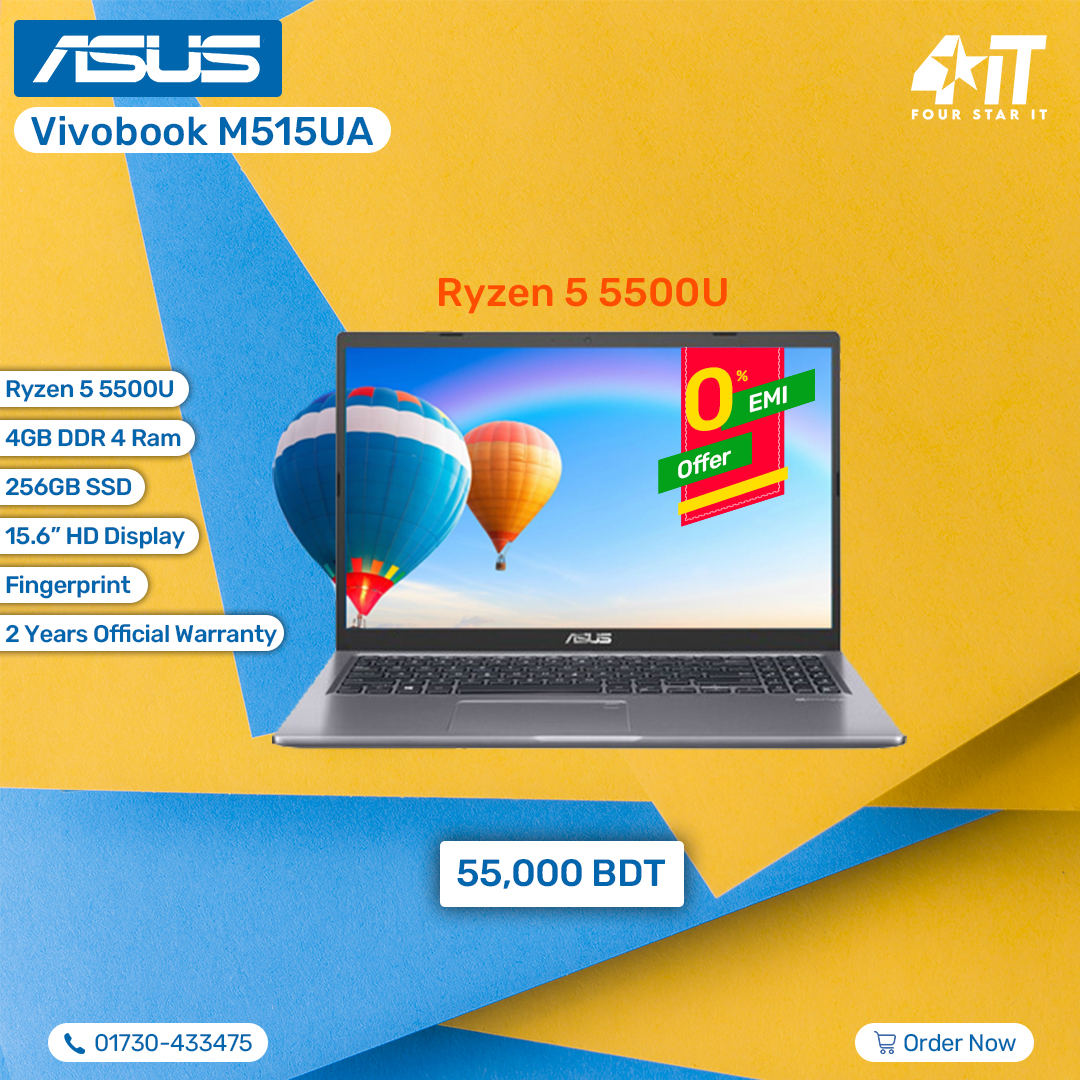 ASUS
Vivobook M515UA
4 IT
FOUR STAR IT
Ryzen 5 5500U
Ryzen 5 5500U
4GB DDR 4 Ram
256GB SSD
15.6” HD Display
Fingerprint
2 Years Official Warranty
0%
EMI
Offer
ASUS
55,000 BDT
01730-433475
Order Now